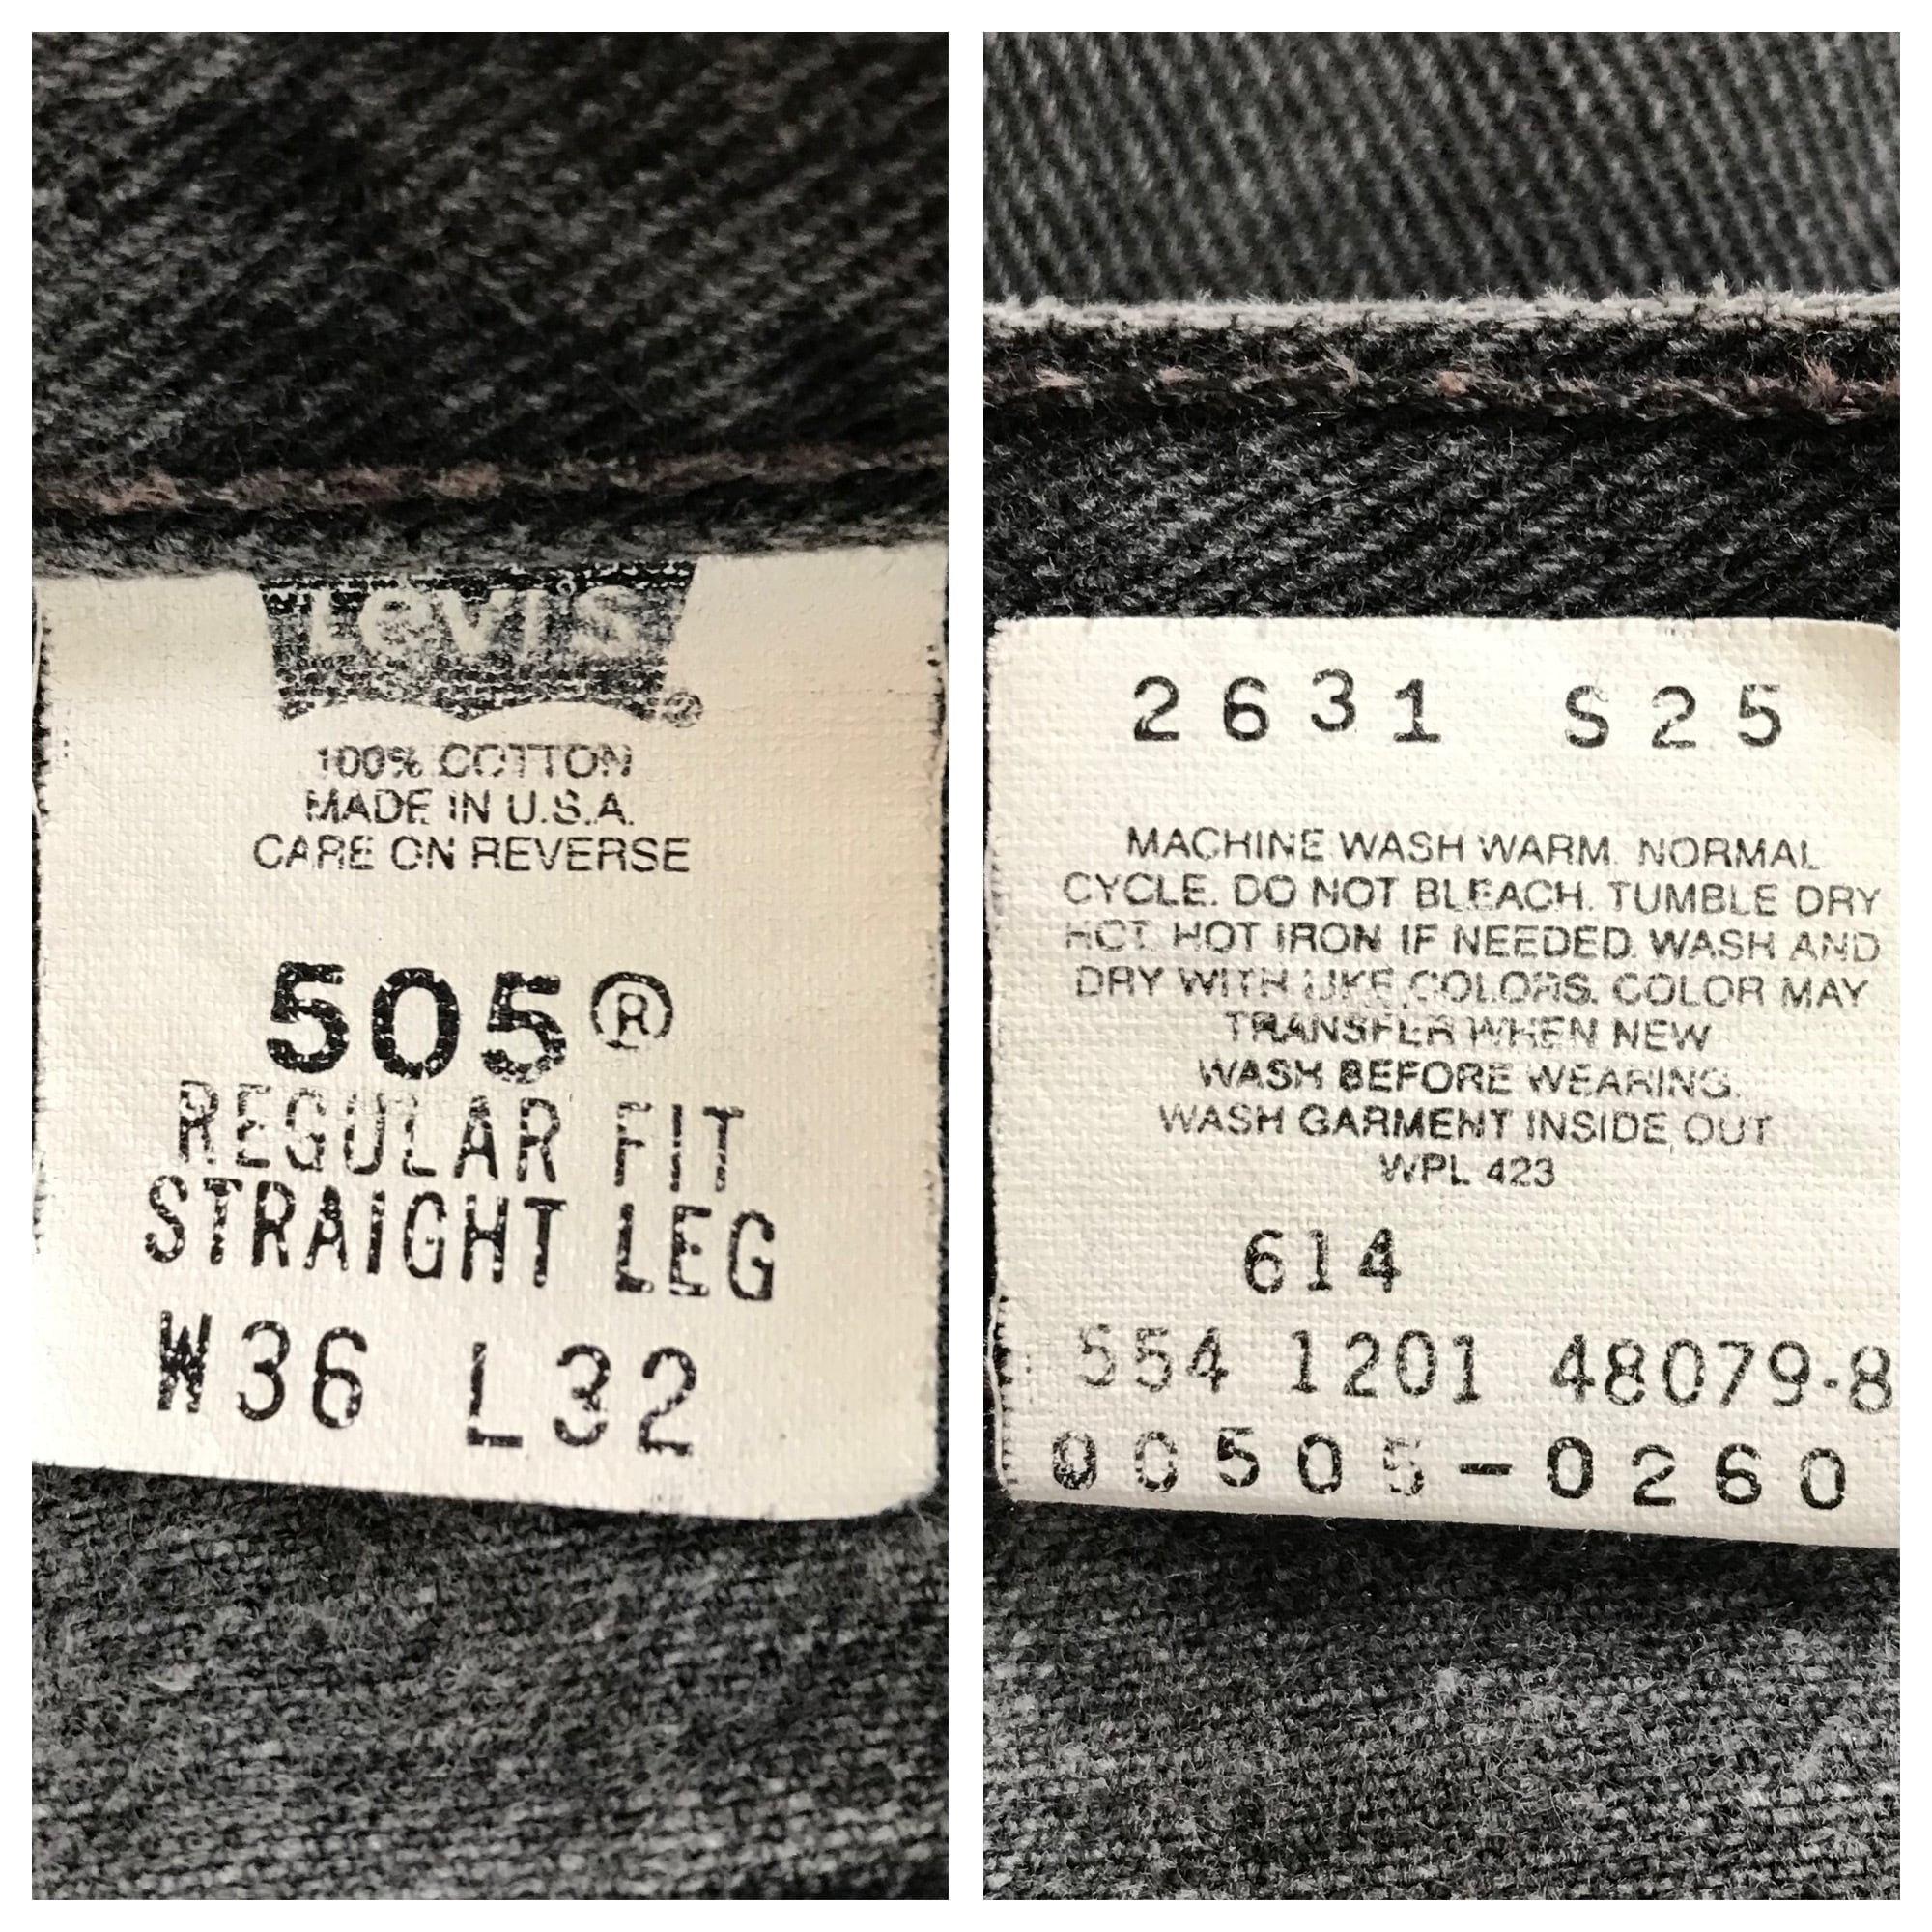 Levi's
®
100% COTTON
MADE IN U.S.A.
CARE ON REVERSE
505®
REGULAR FIT
STRAIGHT LEG
W36 L32
2631 S25
MACHINE WASH WARM. NORMAL
CYCLE. DO NOT BLEACH. TUMBLE DRY
HOT. HOT IRON IF NEEDED. WASH AND
DRY WITH LIKE COLORS. COLOR MAY
TRANSFER WHEN NEW
WASH BEFORE WEARING.
WASH GARMENT INSIDE OUT
WPL 423
614
554 1201 48079-8
00505-0260